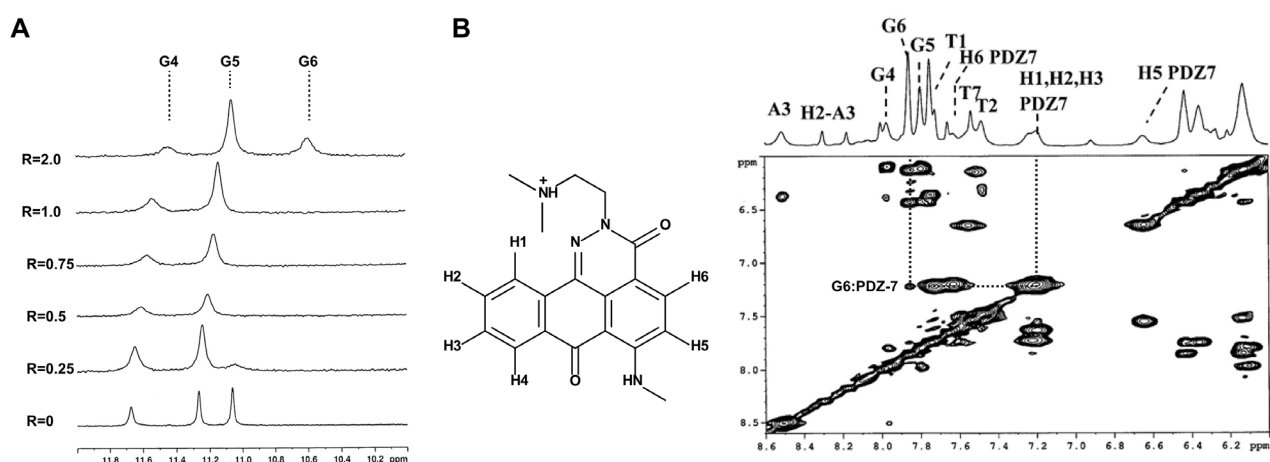 A
G4 G5 G6
R=2.0
R=1.0
R=0.75
R=0.5
R=0.25
R=0
11.8 11.6 11.4 11.2 11.0 10.8 10.6 10.4 10.2 ppm
B
NH
+
N
O
N
H1
H2
H6
H3
H5
H4
O
HN
G6
G5
T1
H6 PDZ7
G4
H1,H2,H3
PDZ7
H5 PDZ7
A3
H2-A3
T7
T2
ppm
6.5
7.0
G6:PDZ-7
7.5
8.0
8.5
8.6 8.4 8.2 8.0 7.8 7.6 7.4 7.2 7.0 6.8 6.6 6.4 6.2 ppm